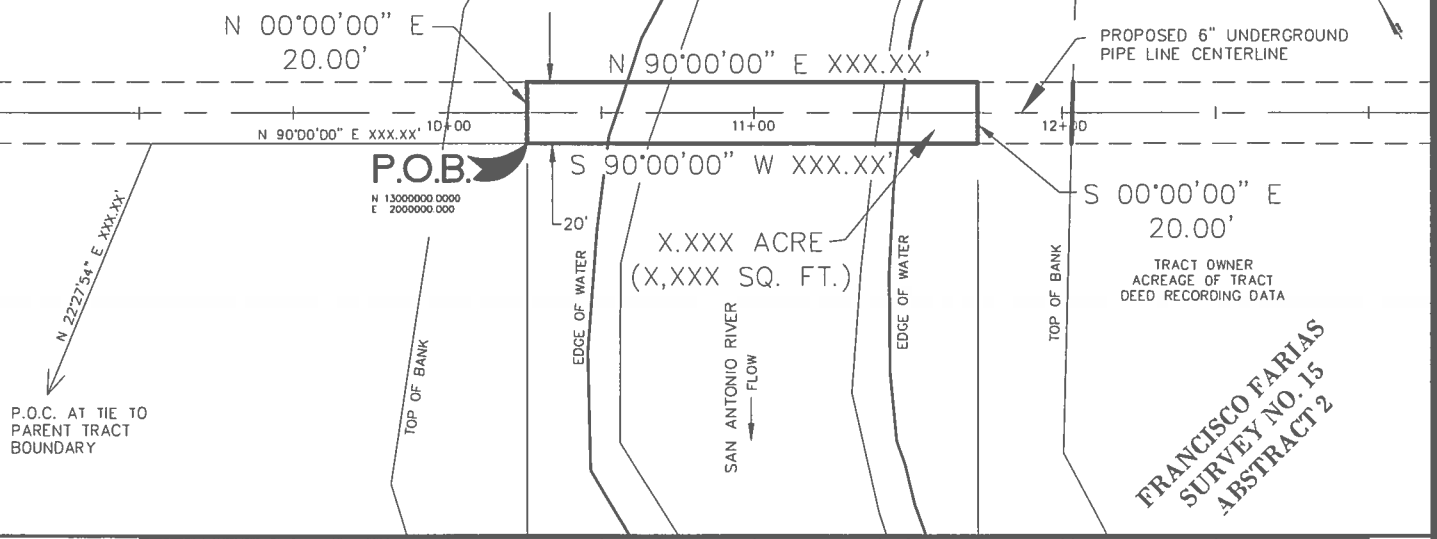 N 00°00'00" E
20.00'
N 90°00'00" E XXX.XX'
PROPOSED 6" UNDERGROUND
PIPE LINE CENTERLINE
N 90°00'00" E XXX.XX'
10+00
11+00
12+00
P.O.B.
N 13000000.0000
E 2000000.000
S 90°00'00" W XXX.XX'
S 00°00'00" E
20.00'
20'
X.XXX ACRE
(X,XXX SQ. FT.)
TRACT OWNER
ACREAGE OF TRACT
DEED RECORDING DATA
N 22°27'54" E XXX.XX'
EDGE OF WATER
EDGE OF WATER
TOP OF BANK
TOP OF BANK
SAN ANTONIO RIVER
FLOW
P.O.C. AT TIE TO
PARENT TRACT
BOUNDARY
FRANCISCO FARIAS
SURVEY NO. 15
ABSTRACT 2